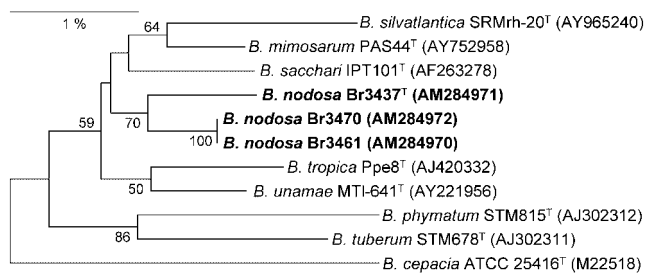 1 %
64
B. silvatlantica SRMrh-20ᵀ (AY965240)
B. mimosarum PAS44ᵀ (AY752958)
B. sacchari IPT101ᵀ (AF263278)
B. nodosa Br3437ᵀ (AM284971)
70
B. nodosa Br3470 (AM284972)
59
100
B. nodosa Br3461 (AM284970)
B. tropica Ppe8ᵀ (AJ420332)
50
B. unamae MTI-641ᵀ (AY221956)
B. phymatum STM815ᵀ (AJ302312)
86
B. tuberum STM678ᵀ (AJ302311)
B. cepacia ATCC 25416ᵀ (M22518)